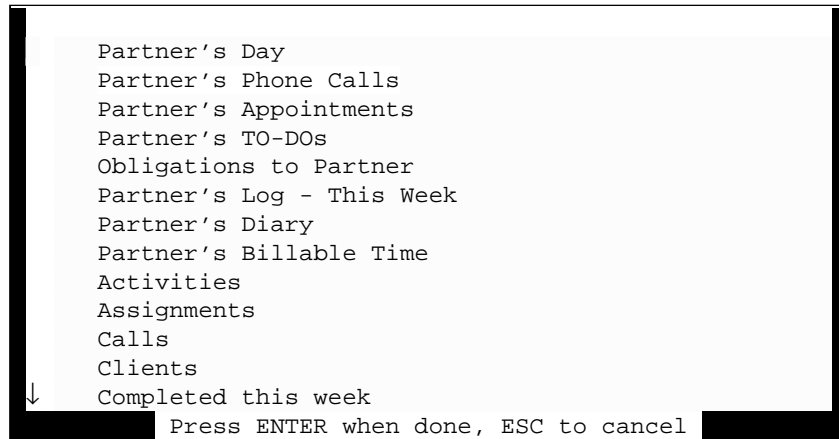 Partner's Day
Partner's Phone Calls
Partner's Appointments
Partner's TO-DOs
Obligations to Partner
Partner's Log - This Week
Partner's Diary
Partner's Billable Time
Activities
Assignments
Calls
Clients
↓ Completed this week
Press ENTER when done, ESC to cancel